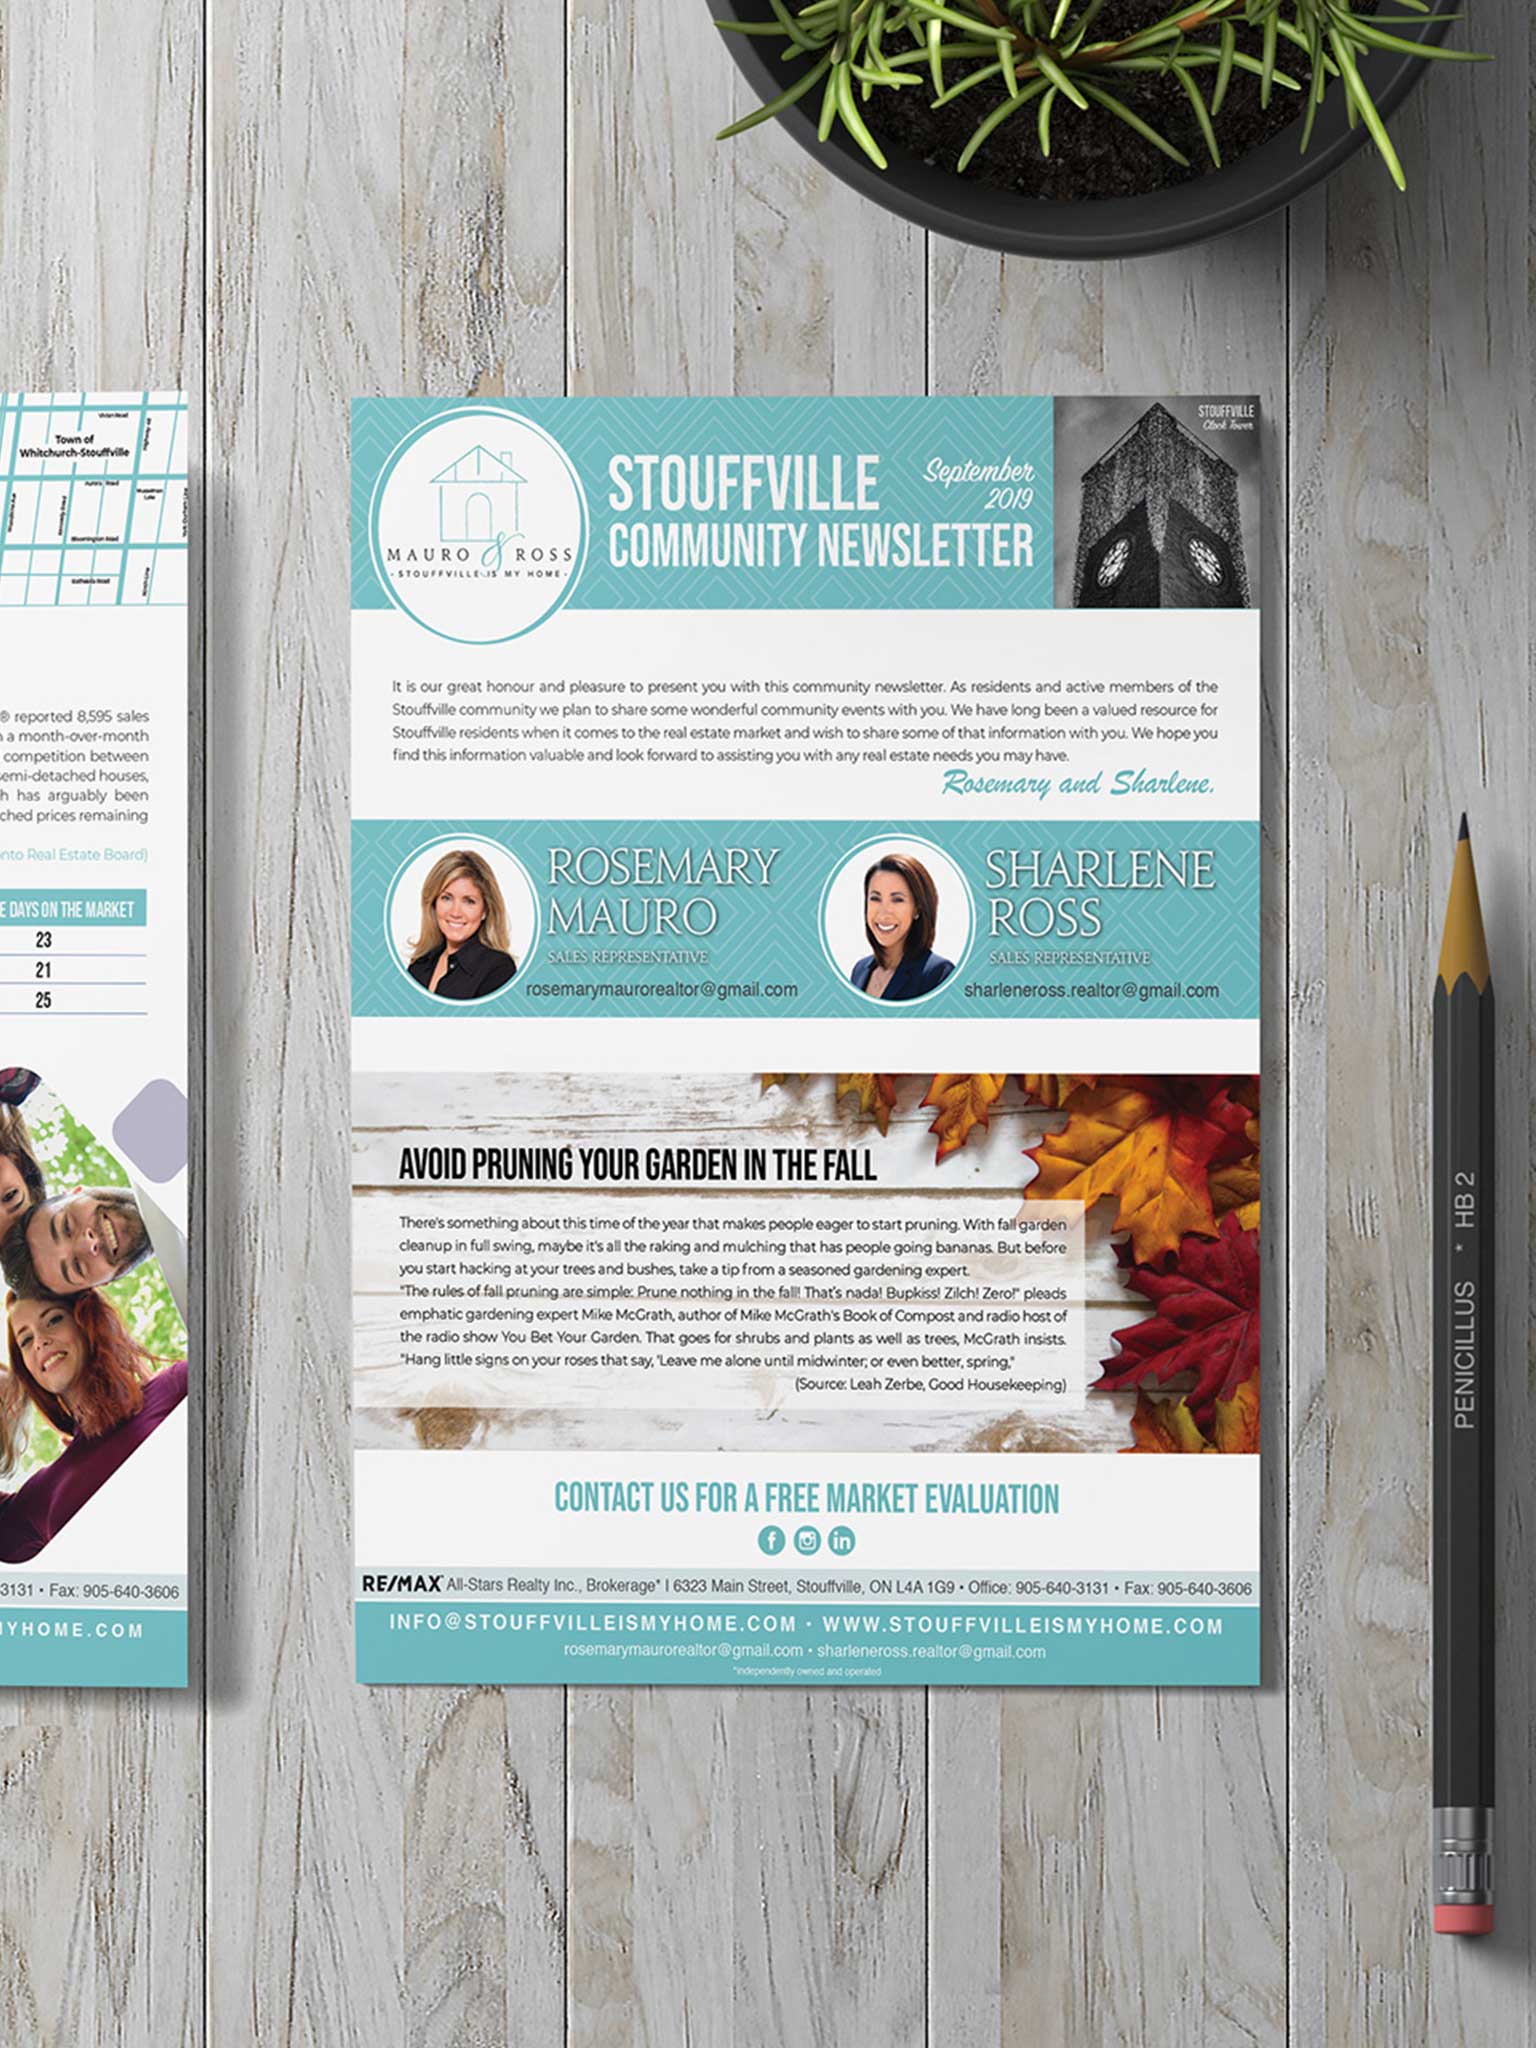 Vivian Road
Town of
Whitchurch-Stouffville
Aurora Road
Musselman
Lake
Bloomington Road
® reported 8,595 sales
a month-over-month
competition between
semi-detached houses,
h has arguably been
ched prices remaining
onto Real Estate Board)
E DAYS ON THE MARKET
23
21
25
3131 • Fax: 905-640-3606
MYHOME.COM
MAURO & ROSS
- STOUFFVILLE IS MY HOME -
STOUFFVILLE
COMMUNITY NEWSLETTER
September
2019
STOUFFVILLE
Clock Tower
It is our great honour and pleasure to present you with this community newsletter. As residents and active members of the
Stouffville community we plan to share some wonderful community events with you. We have long been a valued resource for
Stouffville residents when it comes to the real estate market and wish to share some of that information with you. We hope you
find this information valuable and look forward to assisting you with any real estate needs you may have.
Rosemary and Sharlene.
ROSEMARY
MAURO
SALES REPRESENTATIVE
rosemarymaurorealtor@gmail.com
SHARLENE
ROSS
SALES REPRESENTATIVE
sharleneross.realtor@gmail.com
AVOID PRUNING YOUR GARDEN IN THE FALL
There's something about this time of the year that makes people eager to start pruning. With fall garden
cleanup in full swing, maybe it's all the raking and mulching that has people going bananas. But before
you start hacking at your trees and bushes, take a tip from a seasoned gardening expert.
"The rules of fall pruning are simple: Prune nothing in the fall! That's nada! Bupkiss! Zilch! Zero!" pleads
emphatic gardening expert Mike McGrath, author of Mike McGrath's Book of Compost and radio host of
the radio show You Bet Your Garden. That goes for shrubs and plants as well as trees, McGrath insists.
"Hang little signs on your roses that say, 'Leave me alone until midwinter; or even better, spring,"
(Source: Leah Zerbe, Good Housekeeping)
CONTACT US FOR A FREE MARKET EVALUATION
f in
RE/MAX All-Stars Realty Inc., Brokerage* | 6323 Main Street, Stouffville, ON L4A 1G9 • Office: 905-640-3131 • Fax: 905-640-3606
INFO@STOUFFVILLEISMYHOME.COM • WWW.STOUFFVILLEISMYHOME.COM
rosemarymaurorealtor@gmail.com • sharleneross.realtor@gmail.com
*independently owned and operated
PENICILLUS * HB 2